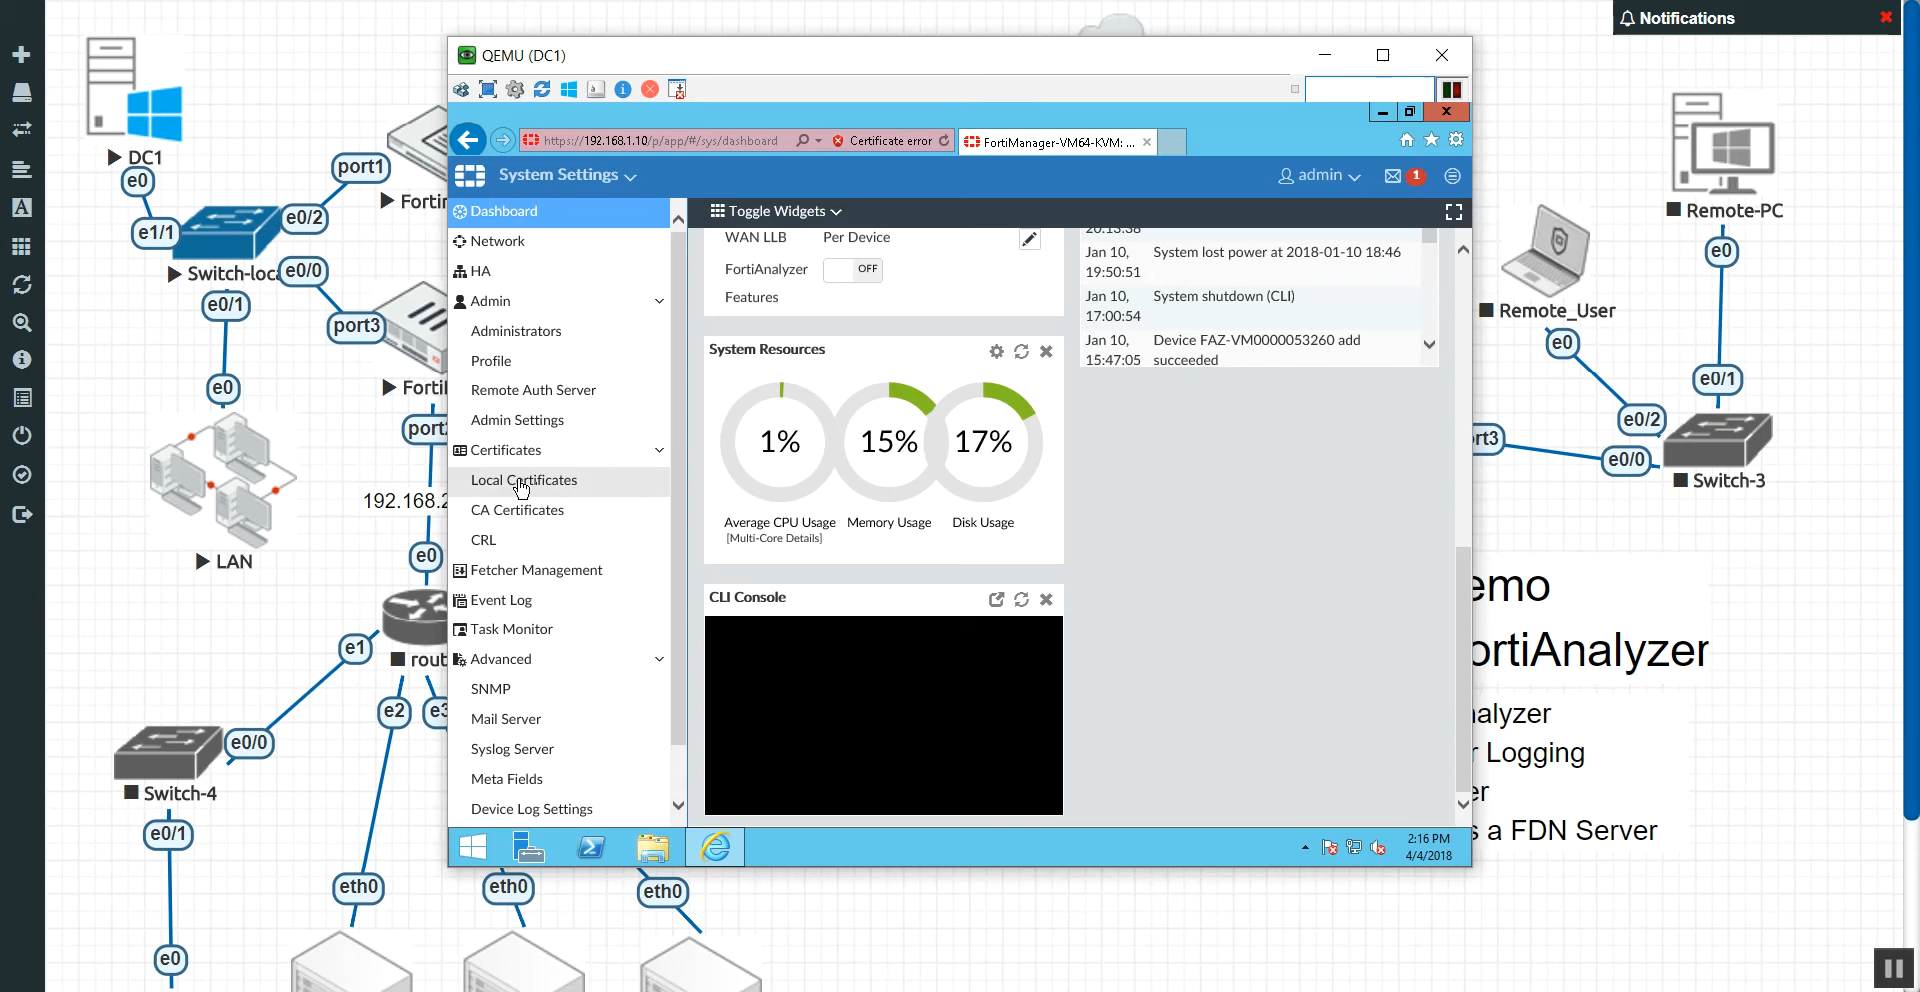 Notifications
QEMU (DC1)
https://192.168.1.10/p/app/#/sys/dashboard
Certificate error
FortiManager-VM64-KVM: ...
System Settings
admin
1
Dashboard
Network
HA
Admin
Administrators
Profile
Remote Auth Server
Admin Settings
Certificates
Local Certificates
CA Certificates
CRL
Fetcher Management
Event Log
Task Monitor
Advanced
SNMP
Mail Server
Syslog Server
Meta Fields
Device Log Settings
Toggle Widgets
WAN LLB
Per Device
FortiAnalyzer
OFF
Features
System Resources
1%
15%
17%
Average CPU Usage
[Multi-Core Details]
Memory Usage
Disk Usage
CLI Console
20:13:38
Jan 10,
19:50:51
System lost power at 2018-01-10 18:46
Jan 10,
17:00:54
System shutdown (CLI)
Jan 10,
15:47:05
Device FAZ-VM0000053260 add
succeeded
2:16 PM
4/4/2018
DC1
e0
e1/1
port1
e0/2
Switch-loc
e0/0
e0/1
port3
e0
port
192.168.2
LAN
e0
e1
rout
e2
e3
e0/0
Switch-4
e0/1
e0
eth0
eth0
eth0
Remote-PC
e0
Remote_User
e0
e0/1
e0/2
rt3
e0/0
Switch-3
emo
ortiAnalyzer
alyzer
r Logging
er
s a FDN Server